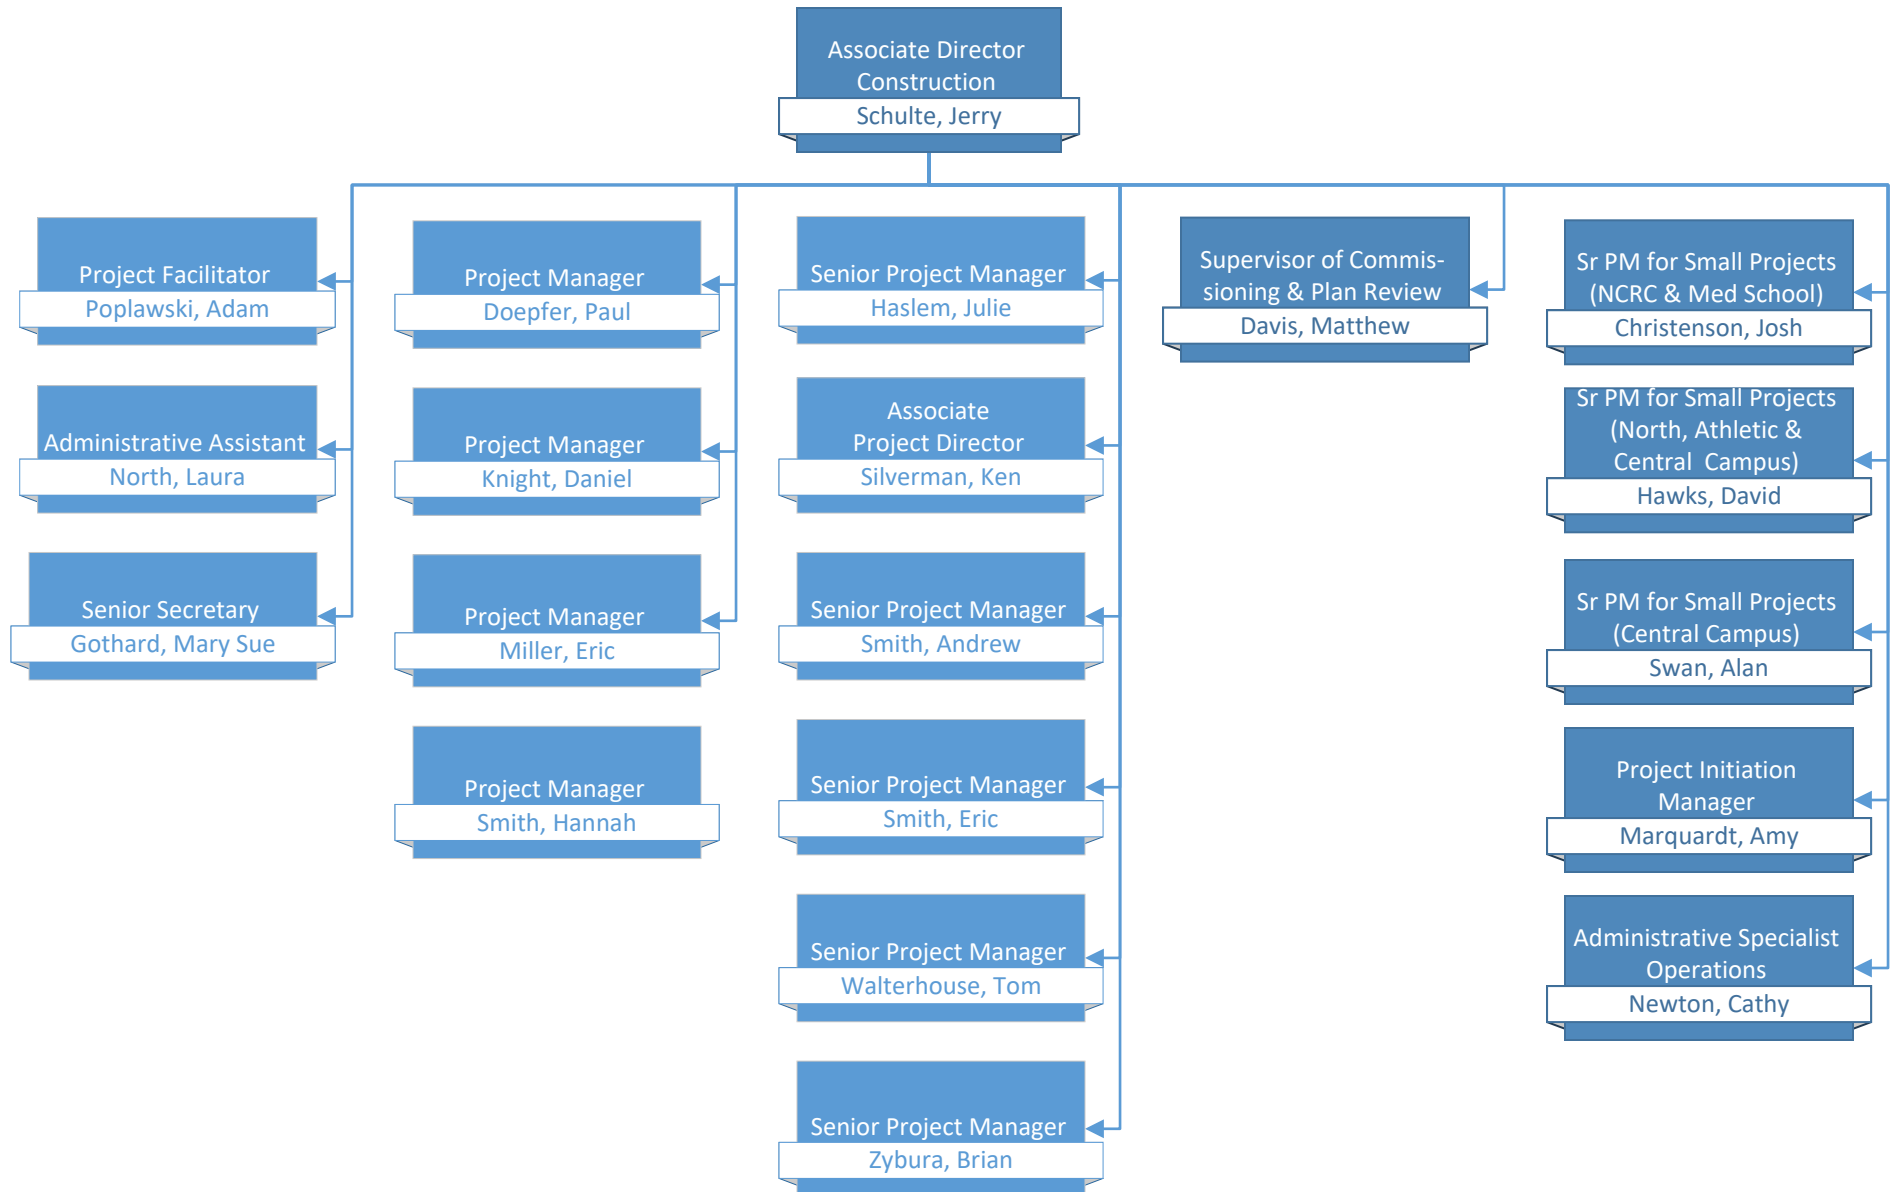 Associate Director
Construction
Schulte, Jerry
Project Facilitator
Poplawski, Adam
Administrative Assistant
North, Laura
Senior Secretary
Gothard, Mary Sue
Project Manager
Doepfer, Paul
Project Manager
Knight, Daniel
Project Manager
Miller, Eric
Project Manager
Smith, Hannah
Senior Project Manager
Haslem, Julie
Associate
Project Director
Silverman, Ken
Senior Project Manager
Smith, Andrew
Senior Project Manager
Smith, Eric
Senior Project Manager
Walterhouse, Tom
Senior Project Manager
Zybura, Brian
Supervisor of Commis-
sioning & Plan Review
Davis, Matthew
Sr PM for Small Projects
(NCRC & Med School)
Christenson, Josh
Sr PM for Small Projects
(North, Athletic &
Central Campus)
Hawks, David
Sr PM for Small Projects
(Central Campus)
Swan, Alan
Project Initiation
Manager
Marquardt, Amy
Administrative Specialist
Operations
Newton, Cathy